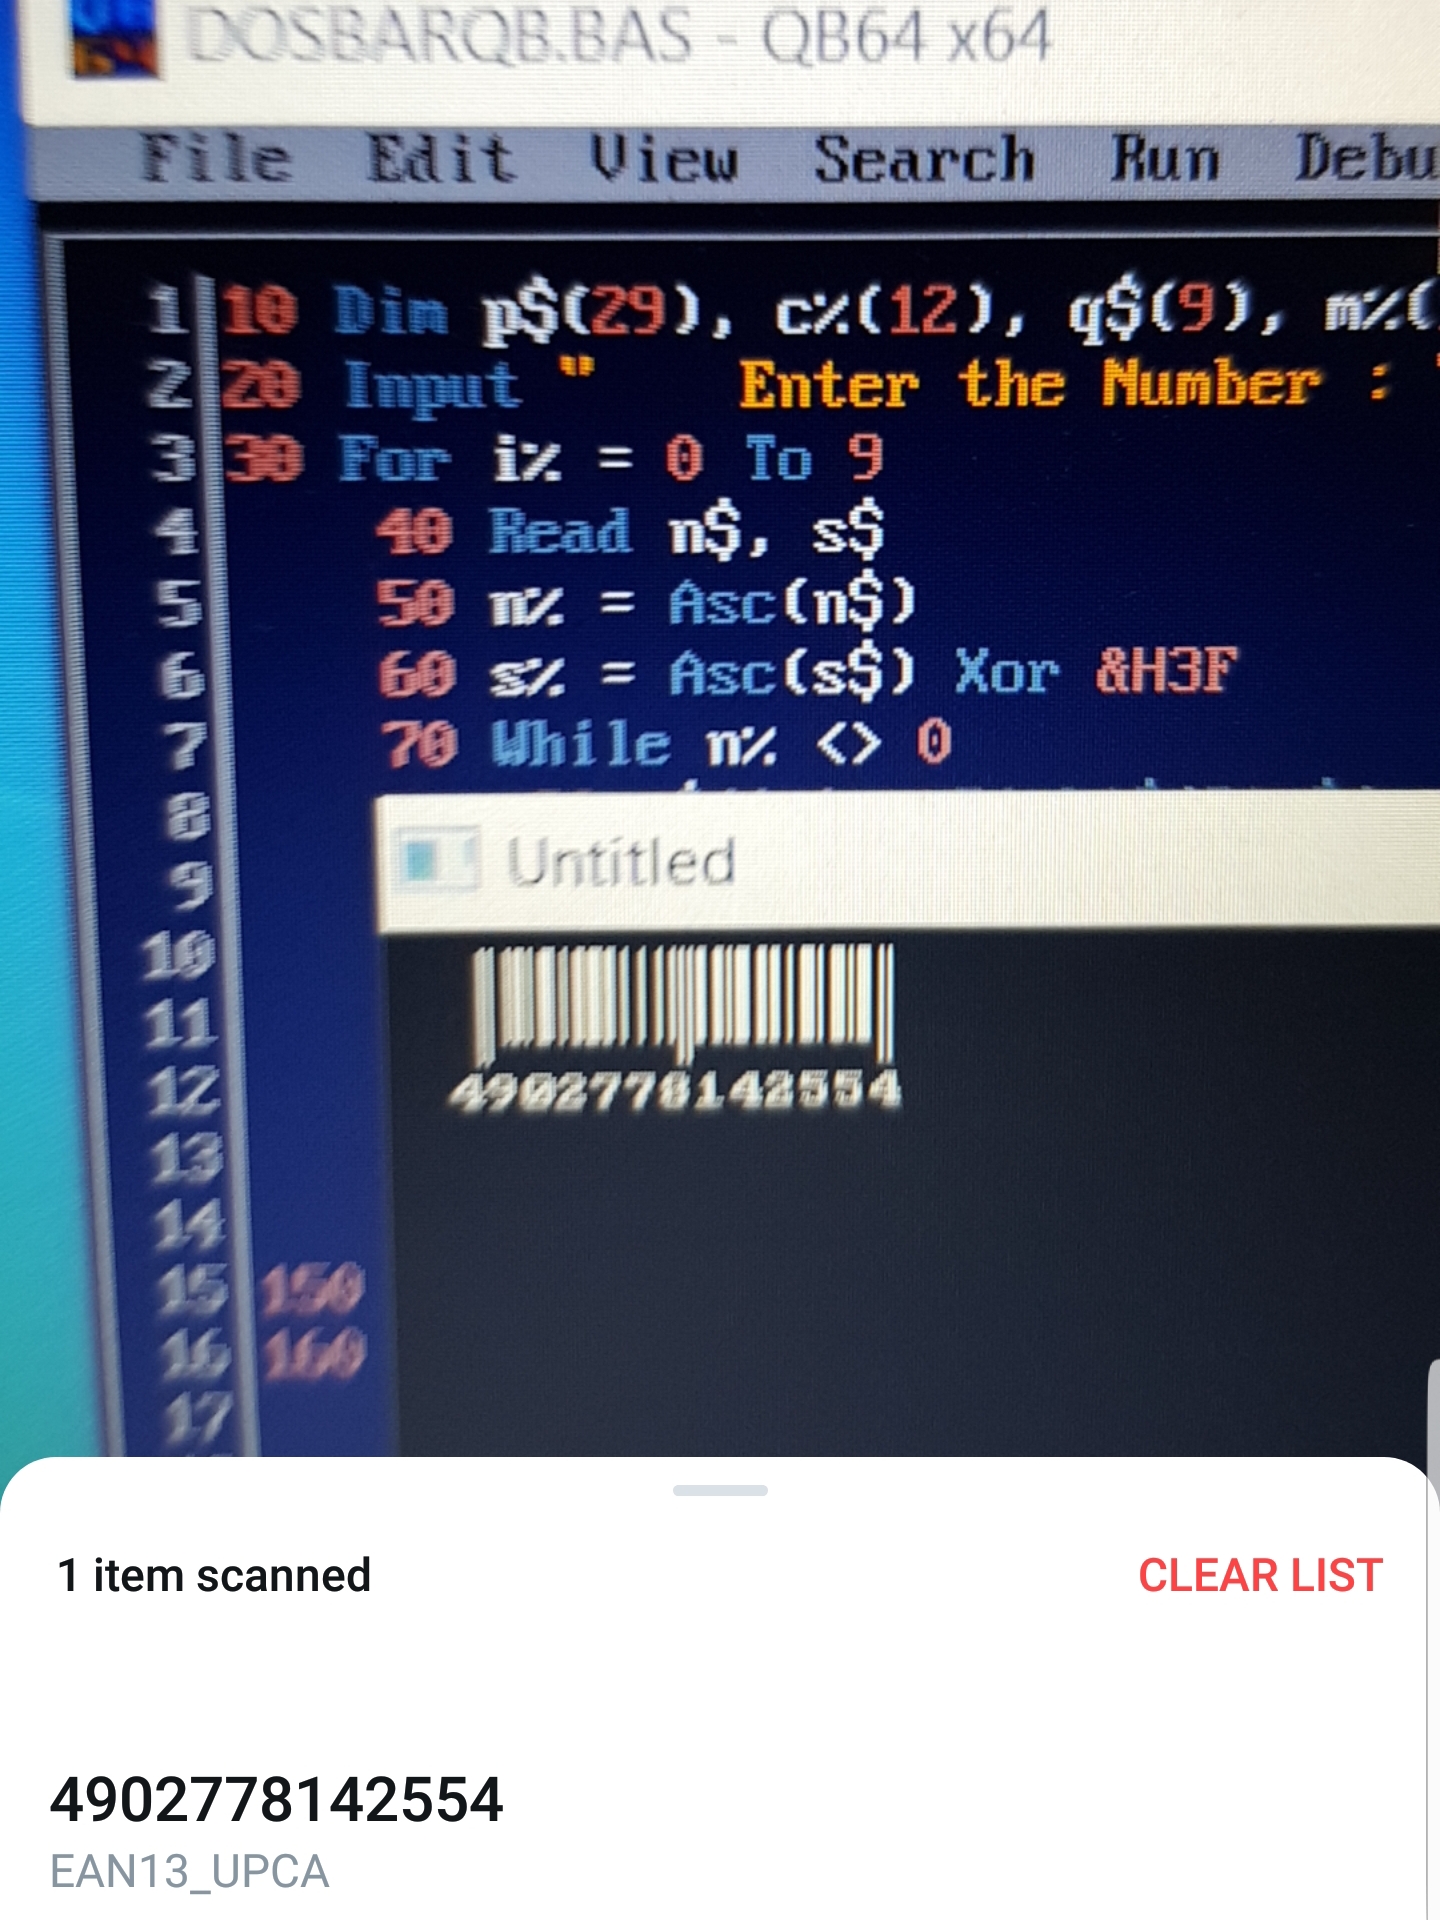 DOSBARQB.BAS - QB64 x64
File Edit View Search Run Debu
1 10 Dim p$(29), c%(12), q$(9), m%(
2 20 Input "   Enter the Number : "
3 30 For i% = 0 To 9
4 40 Read n$, s$
5 50 n% = Asc(n$)
6 60 s% = Asc(s$) Xor &H3F
7 70 While n% <> 0
8
Untitled
9
10
11
4902778142554
12
13
14
15 150
16 160
17
1 item scanned
CLEAR LIST
4902778142554
EAN13_UPCA